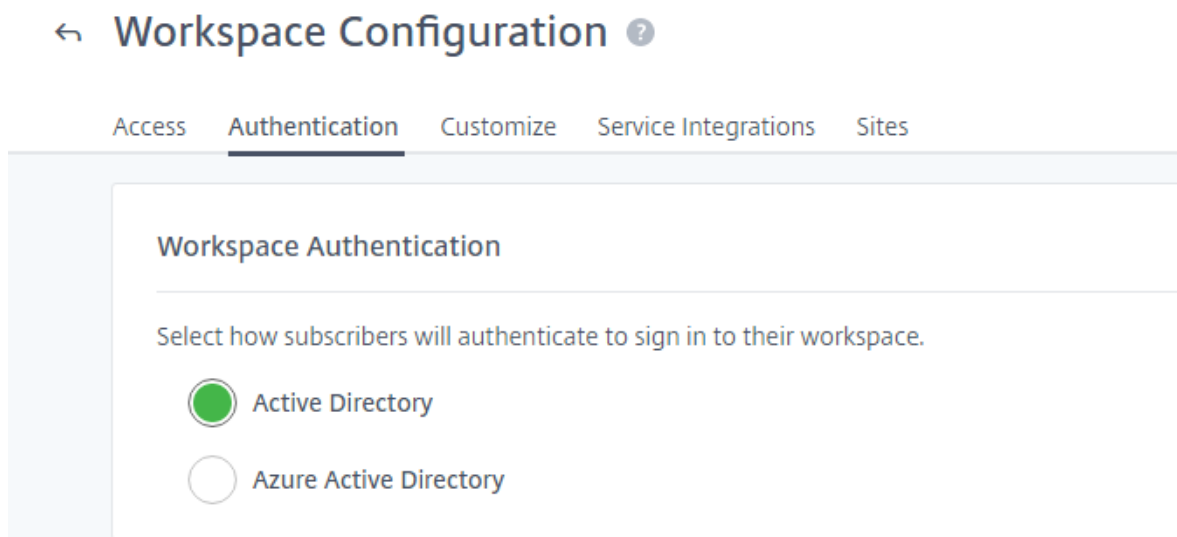 Workspace Configuration ?
Access Authentication Customize Service Integrations Sites
Workspace Authentication
Select how subscribers will authenticate to sign in to their workspace.
Active Directory
Azure Active Directory